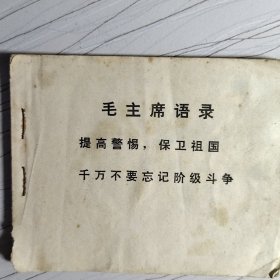 毛主席语录
提高警惕，保卫祖国
千万不要忘记阶级斗争